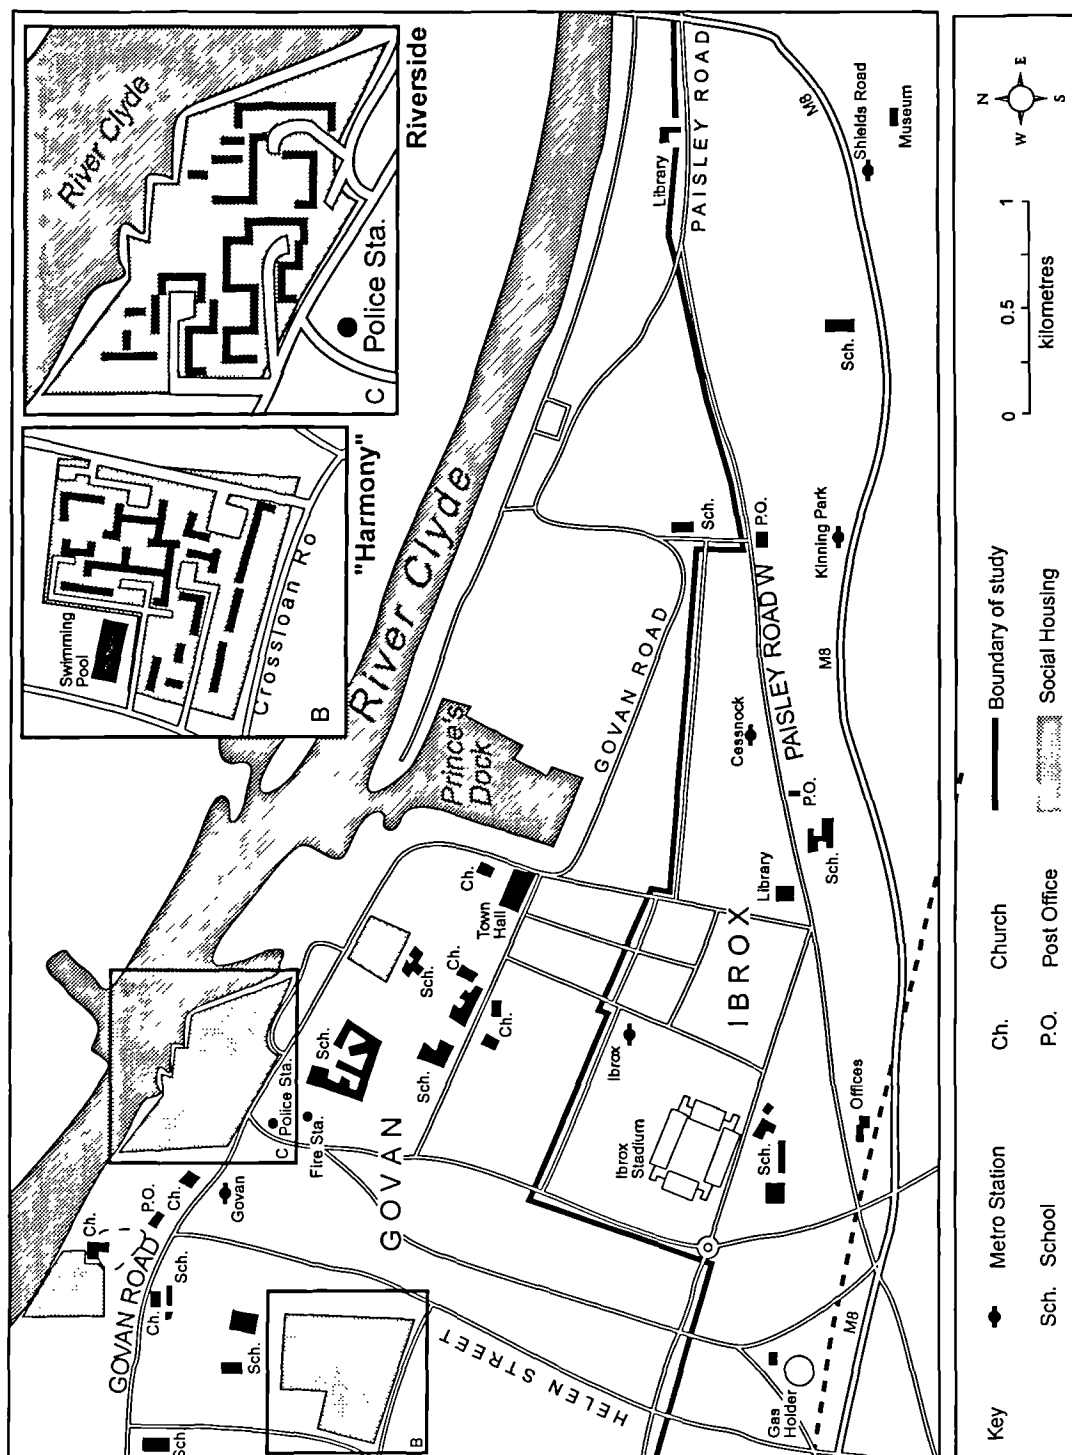 River Clyde
Police Sta.
C
Riverside
Swimming
Pool
Crossloan Ro
B
"Harmony"
River Clyde
Prince's
Dock
GOVAN ROAD
Ch.
P.O.
Ch.
Ch.
Sch.
Sch.
Sch.
Govan
C
Police Sta.
Fire Sta.
Sch.
Sch.
Sch.
Ch.
Ch.
Ch.
Town
Hall
GOVAN
B
HELEN STREET
GOVAN ROAD
Sch.
Library
PAISLEY ROAD
P.O.
PAISLEY ROAD W
Cessnock
Kinning Park
Sch.
Shields Road
Museum
M8
M8
M8
P.O.
Sch.
Library
IBROX
Ibrox
Ibrox
Stadium
Sch.
Offices
Gas
Holder
Key
Metro Station
Sch. School
Ch. Church
P.O. Post Office
Boundary of study
Social Housing
0 0.5 1
kilometres
N
E
S
W